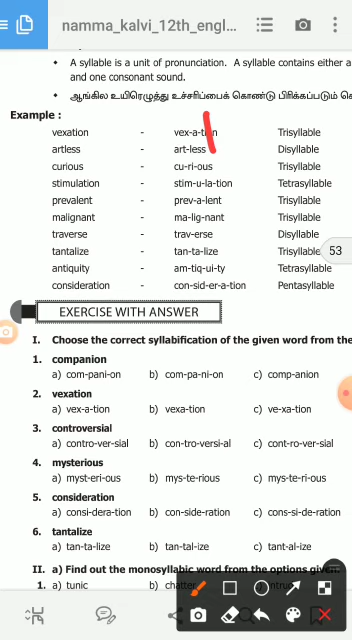 namma_kalvi_12th_engl...
• A syllable is a unit of pronunciation. A syllable contains either a
and one consonant sound.
• ஆங்கில உயிரெழுத்து உச்சரிப்பைக் கொண்டு பிரிக்கப்படும் சொ
Example :
vexation - vex-a-tion Trisyllable
artless - art-less Disyllable
curious - cu-ri-ous Trisyllable
stimulation - stim-u-la-tion Tetrasyllable
prevalent - prev-a-lent Trisyllable
malignant - ma-lig-nant Trisyllable
traverse - trav-erse Disyllable
tantalize - tan-ta-lize Trisyllable
53
antiquity - am-tiq-ui-ty Tetrasyllable
consideration - con-sid-er-a-tion Pentasyllable
EXERCISE WITH ANSWER
I. Choose the correct syllabification of the given word from the
1. companion
a) com-pani-on b) com-pa-ni-on c) comp-anion
2. vexation
a) vex-a-tion b) vexa-tion c) ve-xa-tion
3. controversial
a) contro-ver-sial b) con-tro-versi-al c) cont-ro-ver-sial
4. mysterious
a) myst-eri-ous b) mys-te-rious c) mys-te-ri-ous
5. consideration
a) consi-dera-tion b) con-side-ration c) cons-si-de-ration
6. tantalize
a) tan-ta-lize b) tan-tal-ize c) tant-al-ize
II. a) Find out the monosyllabic word from the options given.
1. a) tunic b) chatter